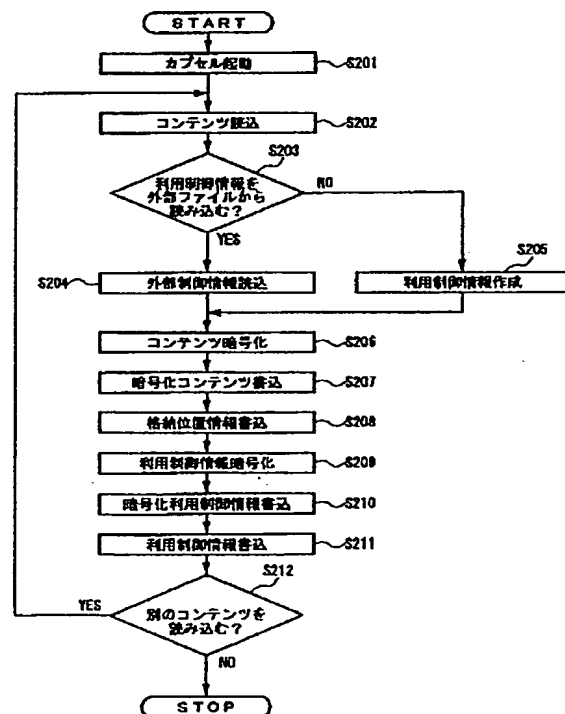 START
カプセル起動
S201
コンテンツ読込
S202
S203
利用制御情報を
外部ファイルから
読み込む?
NO
YES
S204
外部制御情報読込
S205
利用制御情報作成
コンテンツ暗号化
S206
暗号化コンテンツ書込
S207
格納位置情報書込
S208
利用制御情報暗号化
S209
暗号化利用制御情報書込
S210
利用制御情報書込
S211
S212
YES
別のコンテンツを
読み込む?
NO
STOP